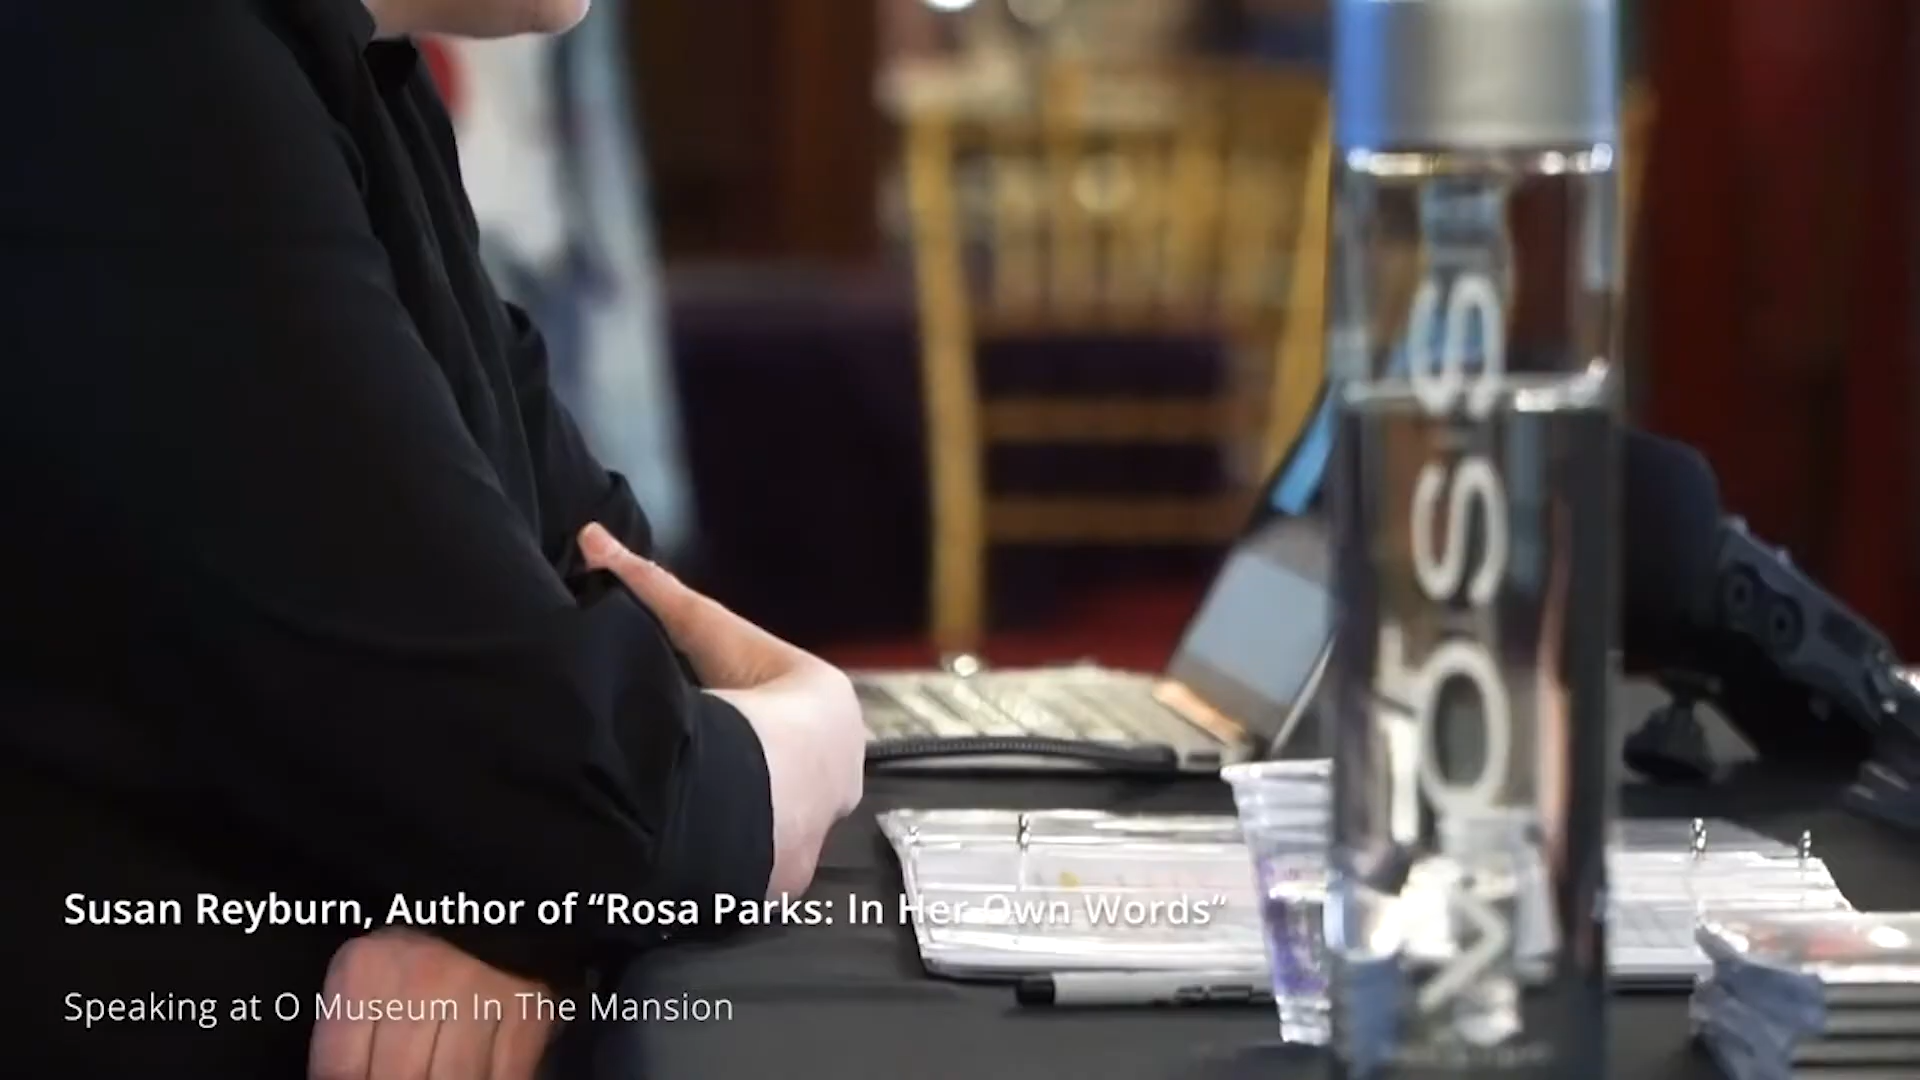 Susan Reyburn, Author of “Rosa Parks: In Her Own Words”
Speaking at O Museum In The Mansion
VOSS